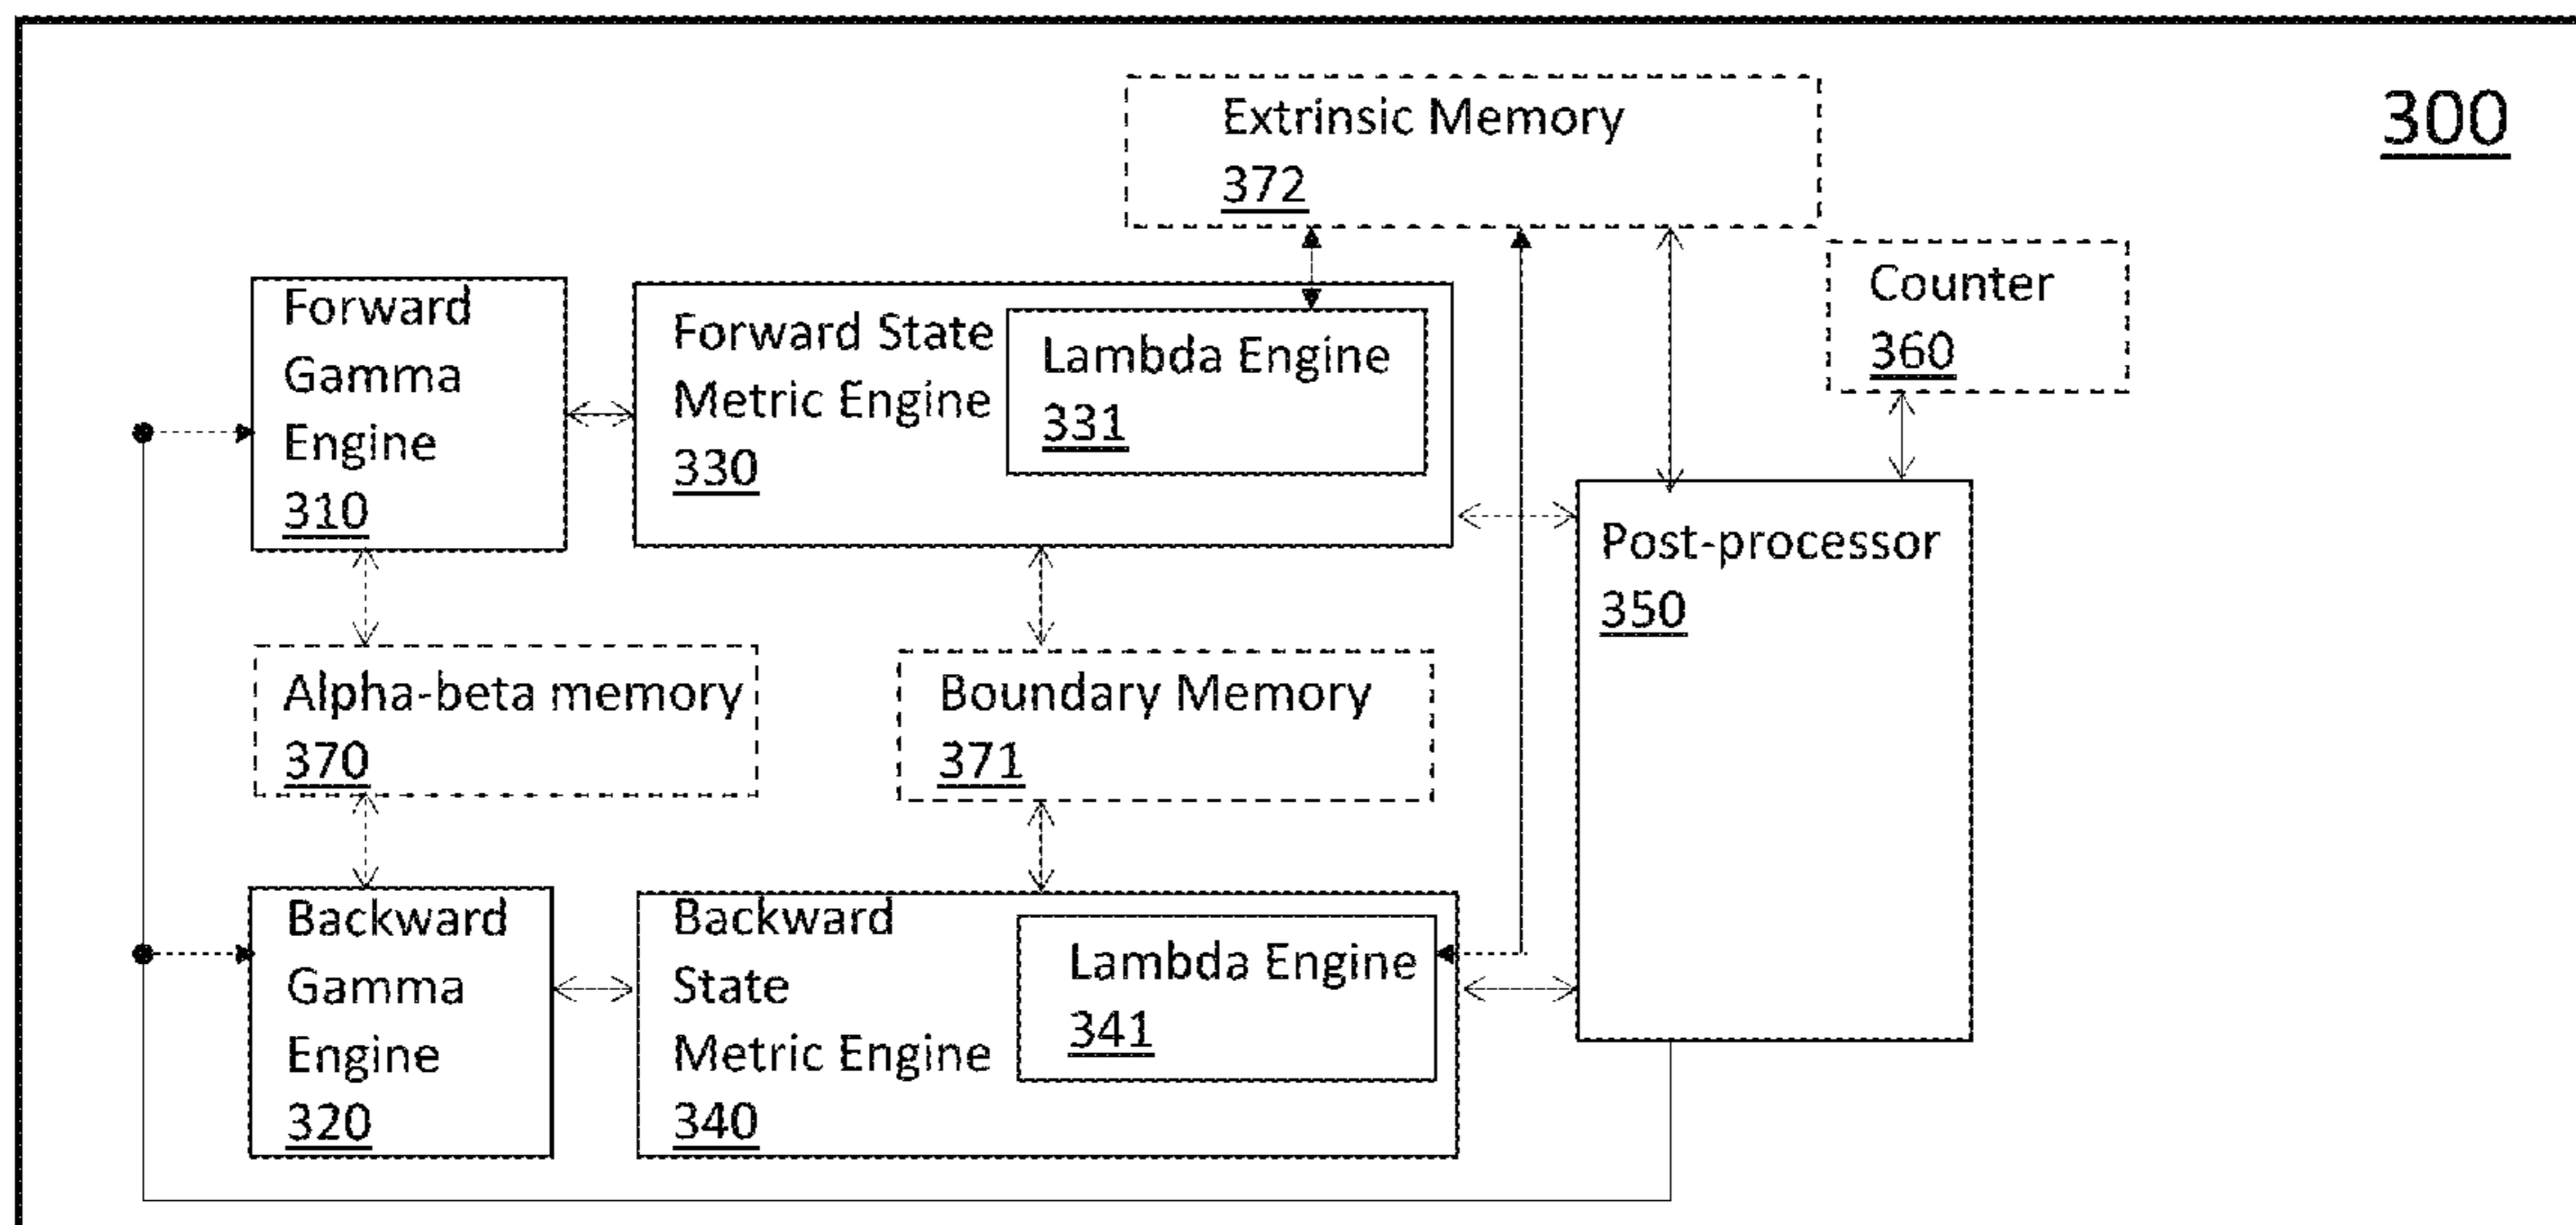 300
Extrinsic Memory
372
Counter
360
Forward
Gamma
Engine
310
Forward State
Metric Engine
330
Lambda Engine
331
Post-processor
350
Alpha-beta memory
370
Boundary Memory
371
Backward
Gamma
Engine
320
Backward
State
Metric Engine
340
Lambda Engine
341